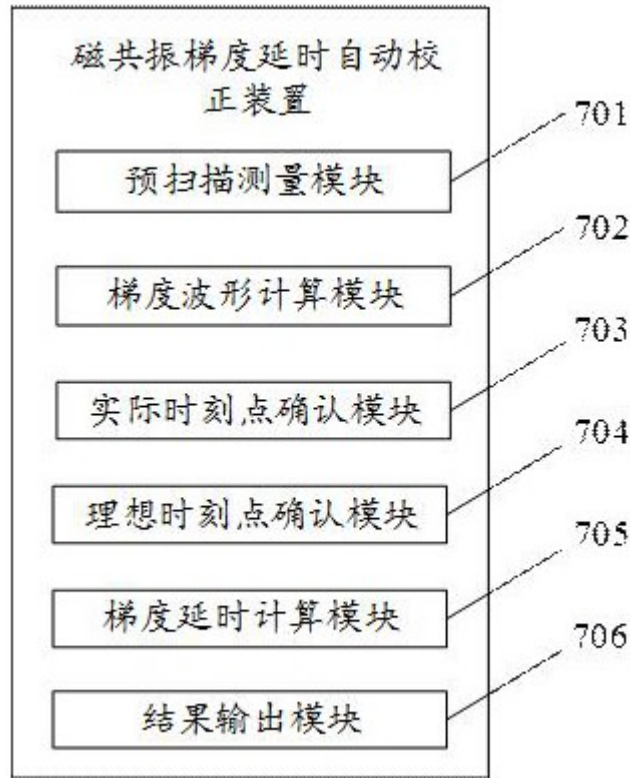 磁共振梯度延时自动校
正装置
701
预扫描测量模块
702
梯度波形计算模块
703
实际时刻点确认模块
704
理想时刻点确认模块
705
梯度延时计算模块
706
结果输出模块